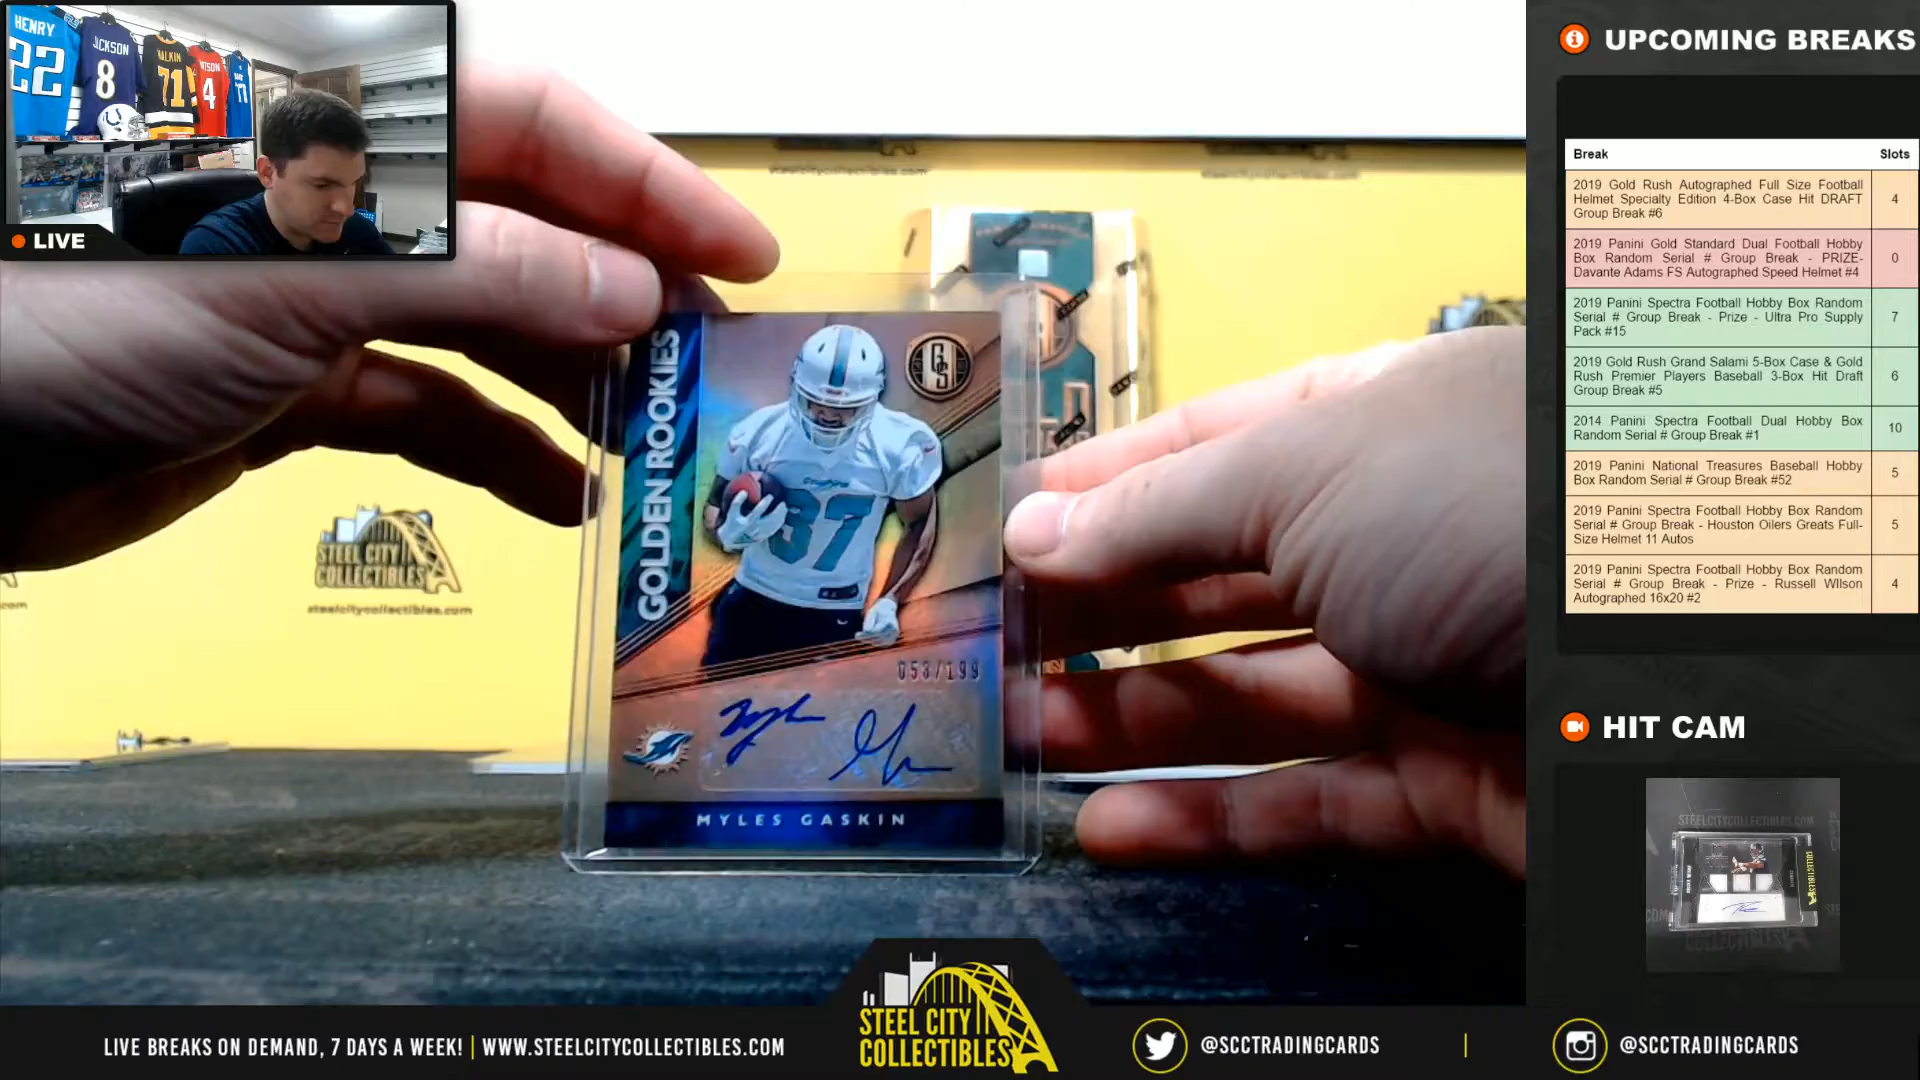 HENRY
22
JACKSON
8
MALKIN
71
4
LIVE
GOLDEN ROOKIES
GS
37
053/199
MYLES GASKIN
STEEL CITY
COLLECTIBLES
steelcitycollectibles.com
UPCOMING BREAKS
Break Slots
2019 Gold Rush Autographed Full Size Football
Helmet Specialty Edition 4-Box Case Hit DRAFT
Group Break #6
4
2019 Panini Gold Standard Dual Football Hobby
Box Random Serial # Group Break - PRIZE-
Davante Adams FS Autographed Speed Helmet #4
0
2019 Panini Spectra Football Hobby Box Random
Serial # Group Break - Prize - Ultra Pro Supply
Pack #15
7
2019 Gold Rush Grand Salami 5-Box Case & Gold
Rush Premier Players Baseball 3-Box Hit Draft
Group Break #5
6
2014 Panini Spectra Football Dual Hobby Box
Random Serial # Group Break #1
10
2019 Panini National Treasures Baseball Hobby
Box Random Serial # Group Break #52
5
2019 Panini Spectra Football Hobby Box Random
Serial # Group Break - Houston Oilers Greats Full-
Size Helmet 11 Autos
5
2019 Panini Spectra Football Hobby Box Random
Serial # Group Break - Prize - Russell WIlson
Autographed 16x20 #2
4
HIT CAM
STEELCITYCOLLECTIBLES.COM
LIVE BREAKS ON DEMAND, 7 DAYS A WEEK! | WWW.STEELCITYCOLLECTIBLES.COM
STEEL CITY
COLLECTIBLES
@SCCTRADINGCARDS
@SCCTRADINGCARDS